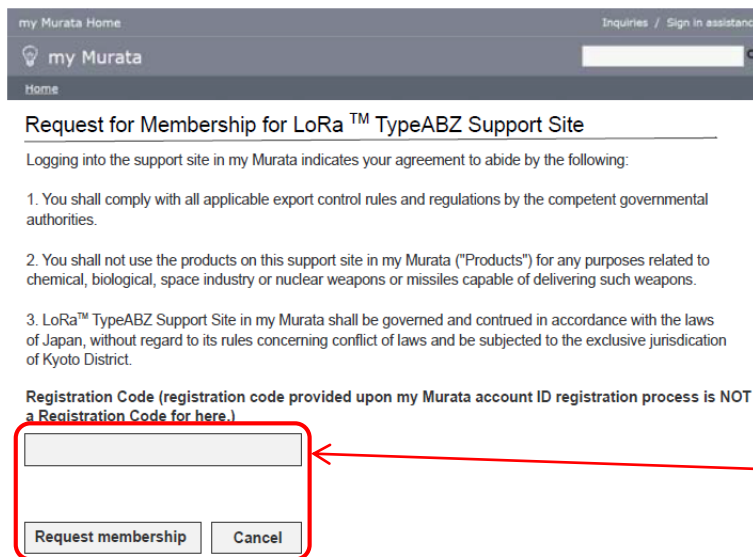 my Murata Home Inquiries / Sign in assistanc
my Murata
Home
Request for Membership for LoRa ™ TypeABZ Support Site
Logging into the support site in my Murata indicates your agreement to abide by the following:
1. You shall comply with all applicable export control rules and regulations by the competent governmental
authorities.
2. You shall not use the products on this support site in my Murata ("Products") for any purposes related to
chemical, biological, space industry or nuclear weapons or missiles capable of delivering such weapons.
3. LoRa™ TypeABZ Support Site in my Murata shall be governed and contrued in accordance with the laws
of Japan, without regard to its rules concerning conflict of laws and be subjected to the exclusive jurisdication
of Kyoto District.
Registration Code (registration code provided upon my Murata account ID registration process is NOT
a Registration Code for here.)
Request membership Cancel